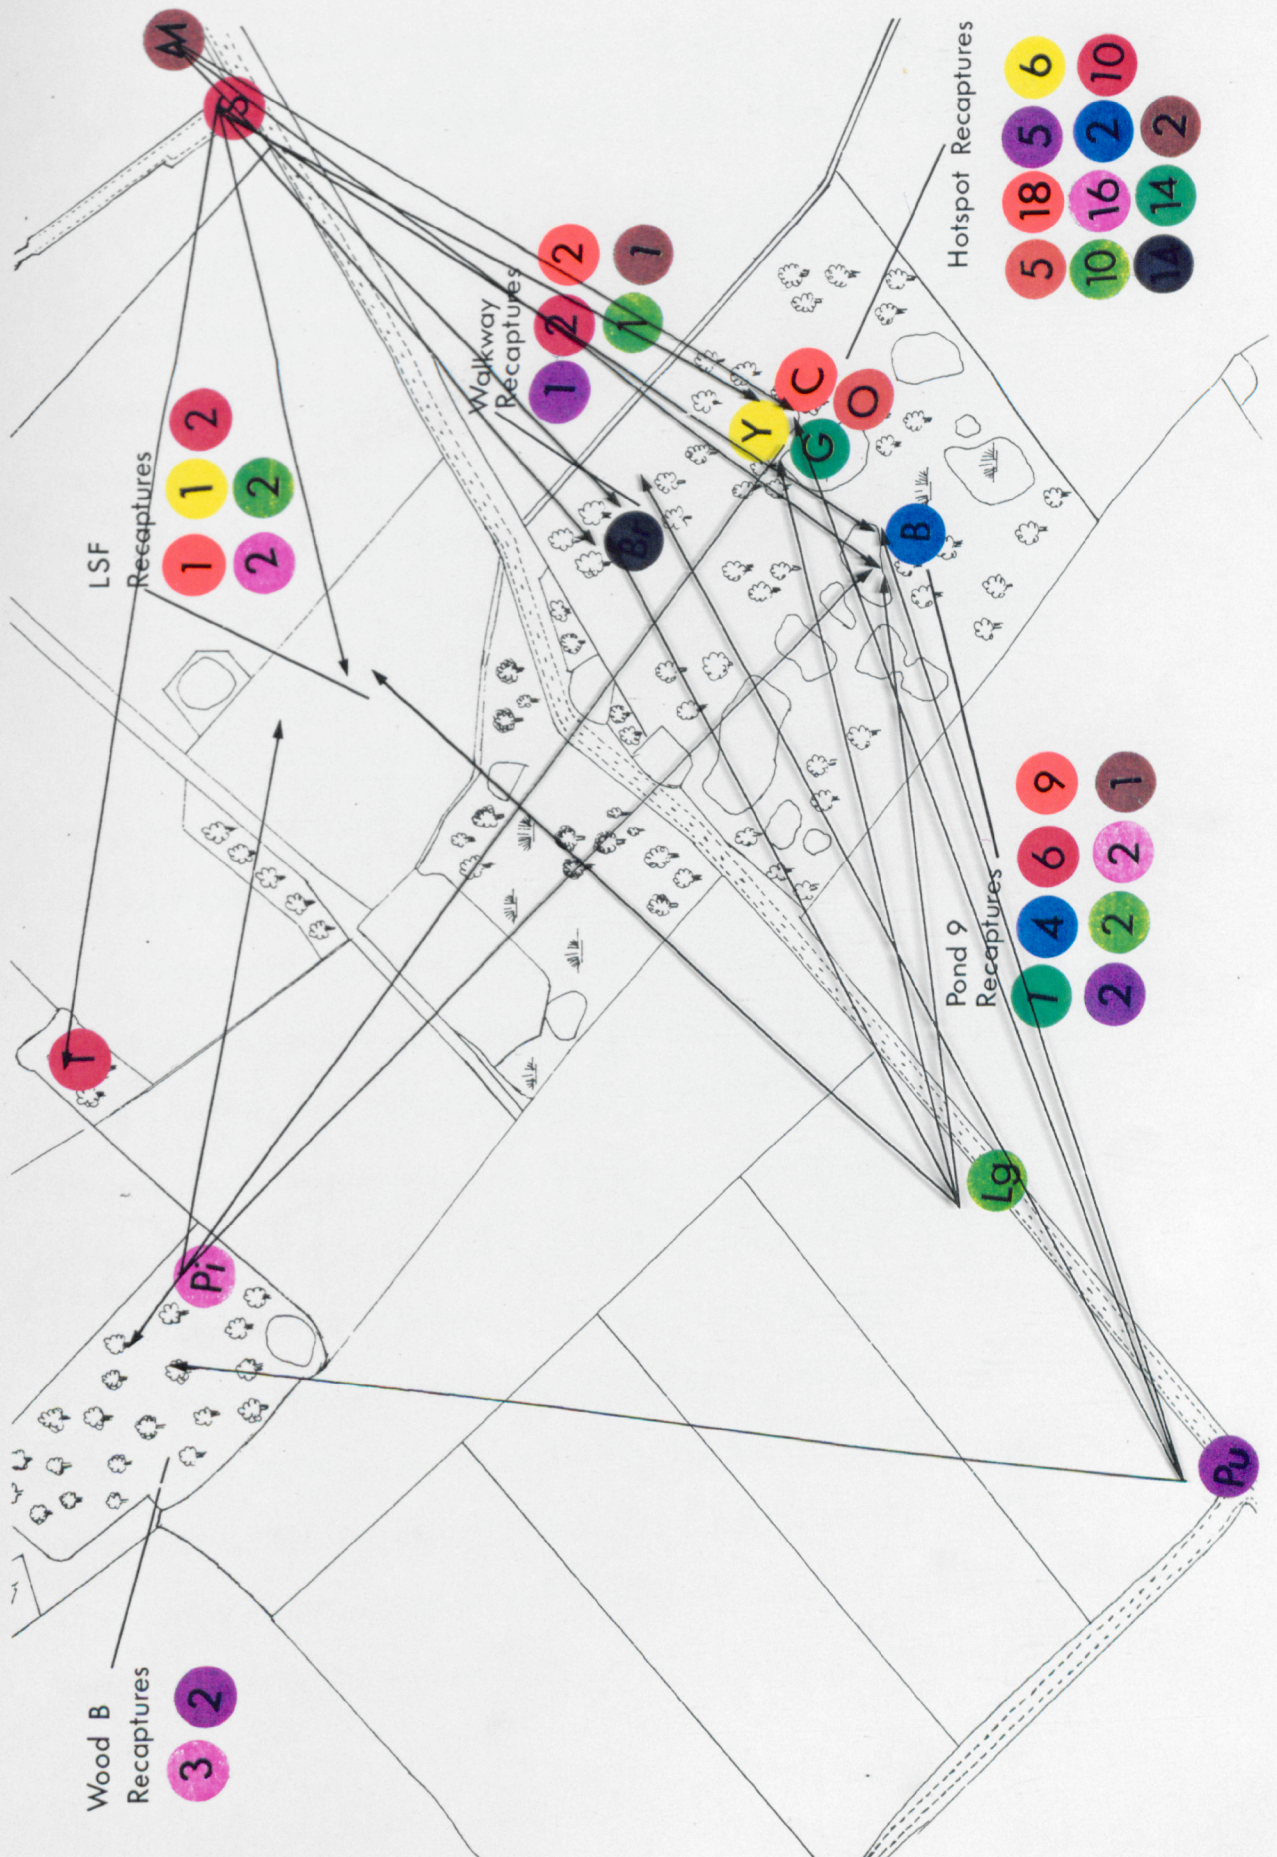 Wood B
Recaptures
3 2
T
Pi
LSF
Recaptures
1 1 2
2 2
M
S
Walkway
Recaptures
1 2 2
1 1
Br
Y
C
G
O
B
Hotspot Recaptures
5 18 5 6
10 16 2 10
14 14 2
Pond 9
Recaptures
1 4 6 9
2 2 2 1
Lg
Pu